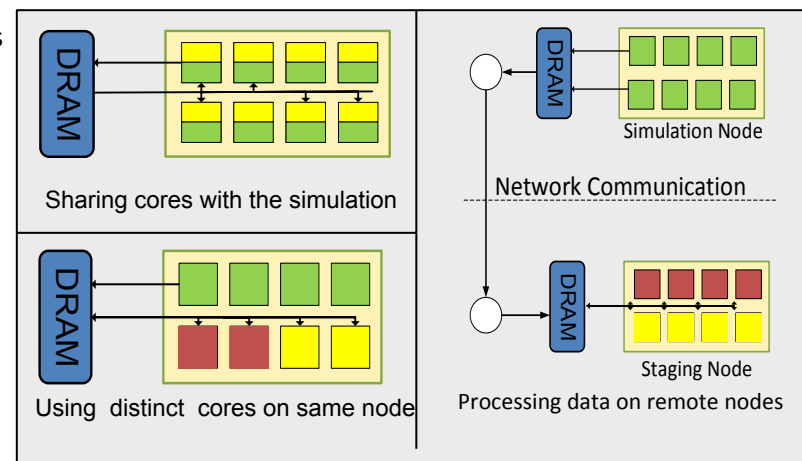 s
DRAM
Sharing cores with the simulation
DRAM
Using distinct cores on same node
DRAM
Simulation Node
Network Communication
DRAM
Staging Node
Processing data on remote nodes